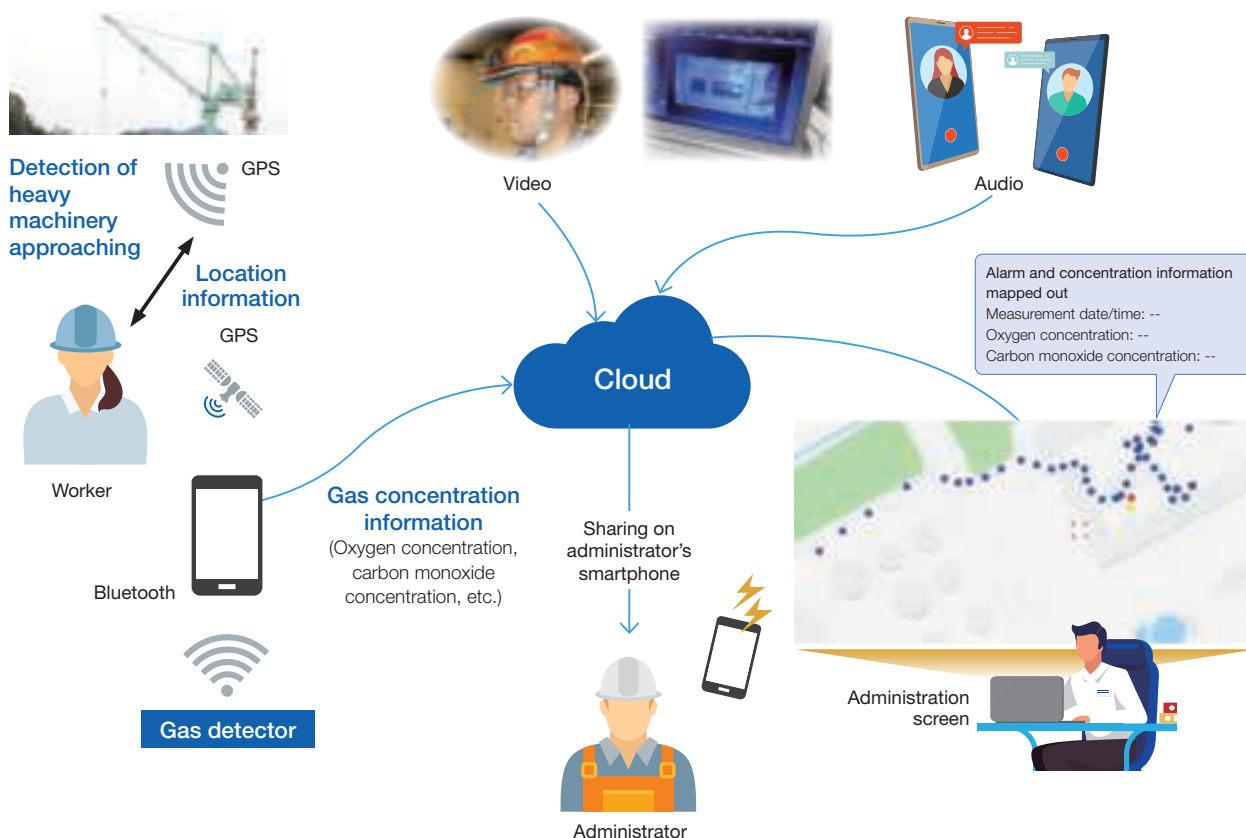 GPS
Detection of
heavy
machinery
approaching
Location
information
GPS
Worker
Bluetooth
Gas detector
Video
Audio
Cloud
Gas concentration
information
(Oxygen concentration,
carbon monoxide
concentration, etc.)
Sharing on
administrator's
smartphone
Administrator
Alarm and concentration information
mapped out
Measurement date/time: --
Oxygen concentration: --
Carbon monoxide concentration: --
Administration
screen